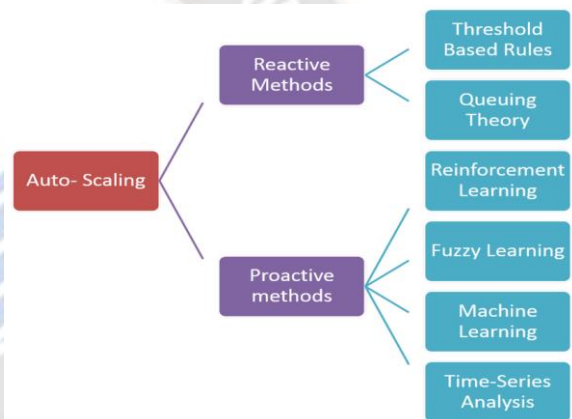 Auto- Scaling
Reactive
Methods
Proactive
methods
Threshold
Based Rules
Queuing
Theory
Reinforcement
Learning
Fuzzy Learning
Machine
Learning
Time-Series
Analysis